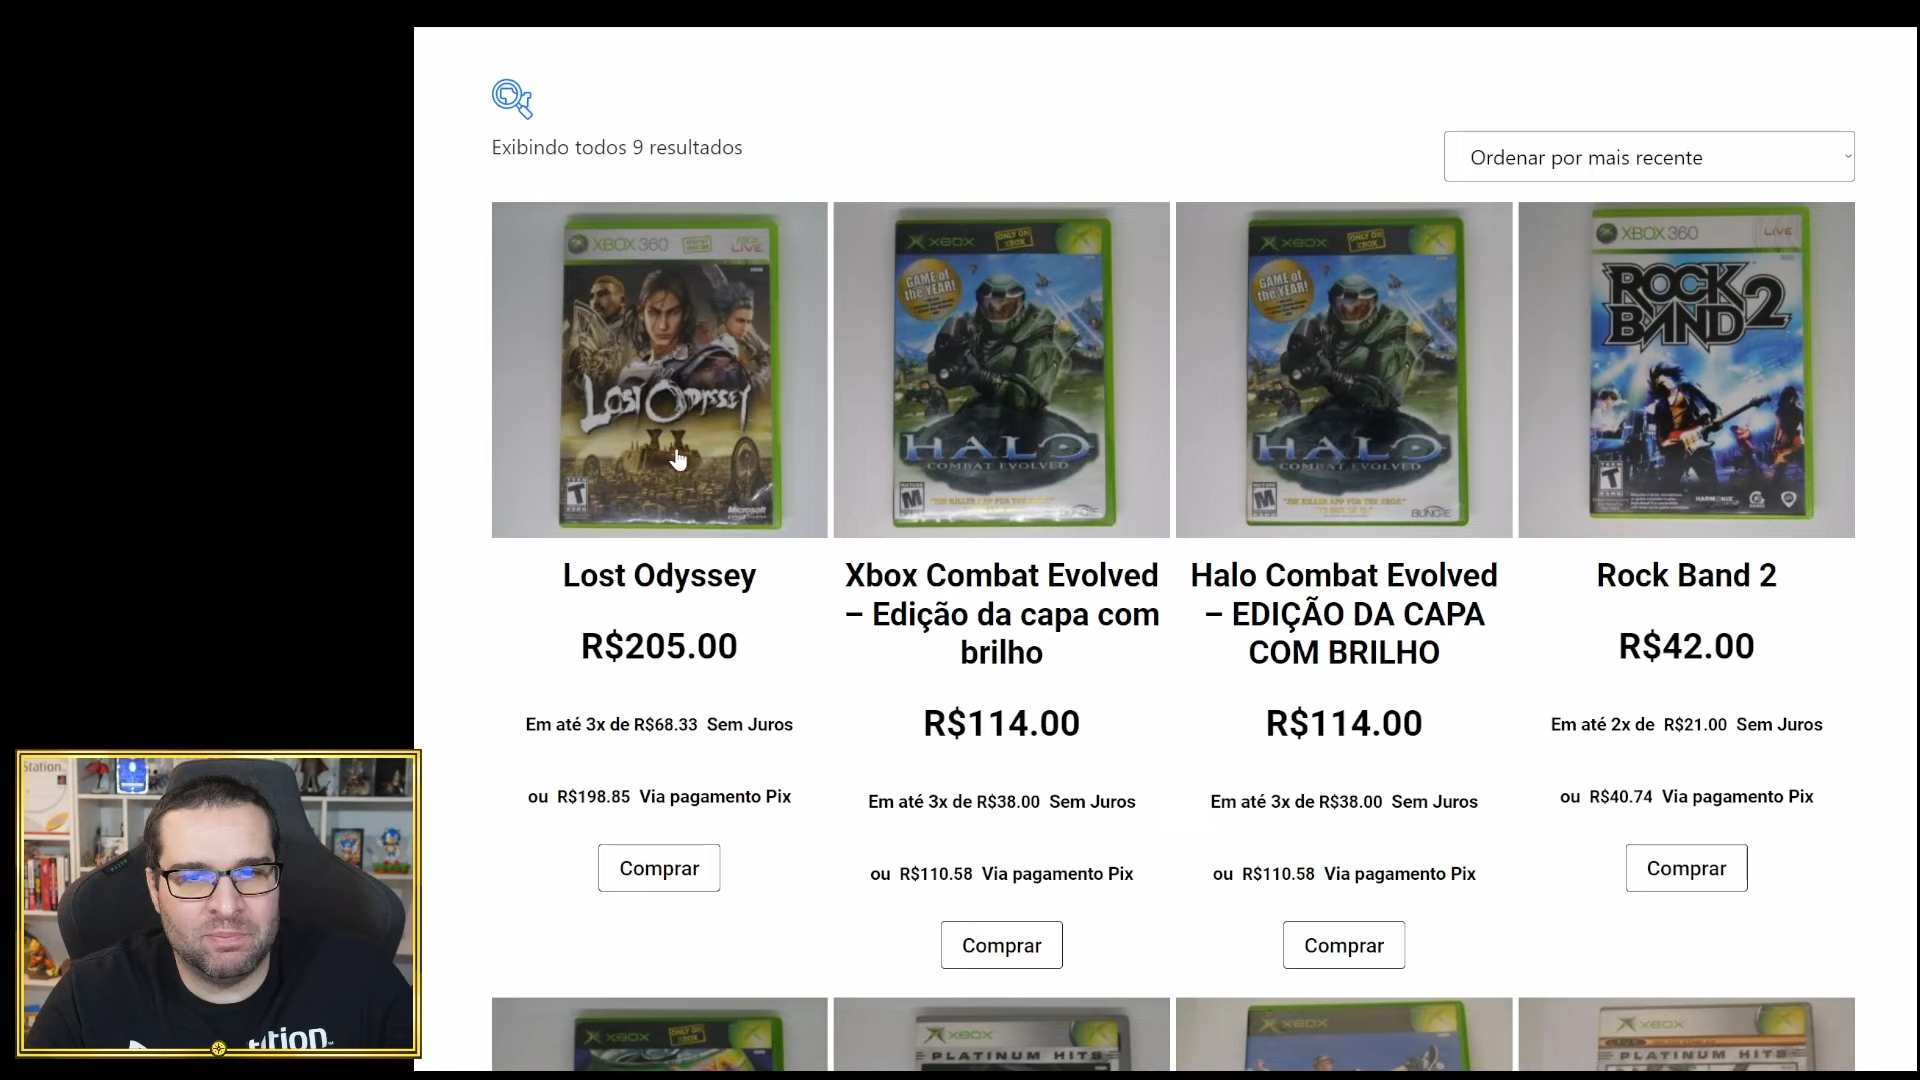 Exibindo todos 9 resultados
Ordenar por mais recente
XBOX 360
LIVE
LOST ODYSSEY
T
Microsoft
XBOX
ONLY ON XBOX
GAME of the YEAR!
HALO
COMBAT EVOLVED
M
XBOX
ONLY ON XBOX
GAME of the YEAR!
HALO
COMBAT EVOLVED
M
BUNGIE
XBOX 360
LIVE
ROCK BAND 2
T
HARMONIX
Lost Odyssey
R$205.00
Em até 3x de R$68.33 Sem Juros
ou R$198.85 Via pagamento Pix
Comprar
Xbox Combat Evolved
– Edição da capa com
brilho
R$114.00
Em até 3x de R$38.00 Sem Juros
ou R$110.58 Via pagamento Pix
Comprar
Halo Combat Evolved
– EDIÇÃO DA CAPA
COM BRILHO
R$114.00
Em até 3x de R$38.00 Sem Juros
ou R$110.58 Via pagamento Pix
Comprar
Rock Band 2
R$42.00
Em até 2x de R$21.00 Sem Juros
ou R$40.74 Via pagamento Pix
Comprar
XBOX
ONLY ON XBOX
XBOX
PLATINUM HITS
XBOX
XBOX
PLATINUM HITS